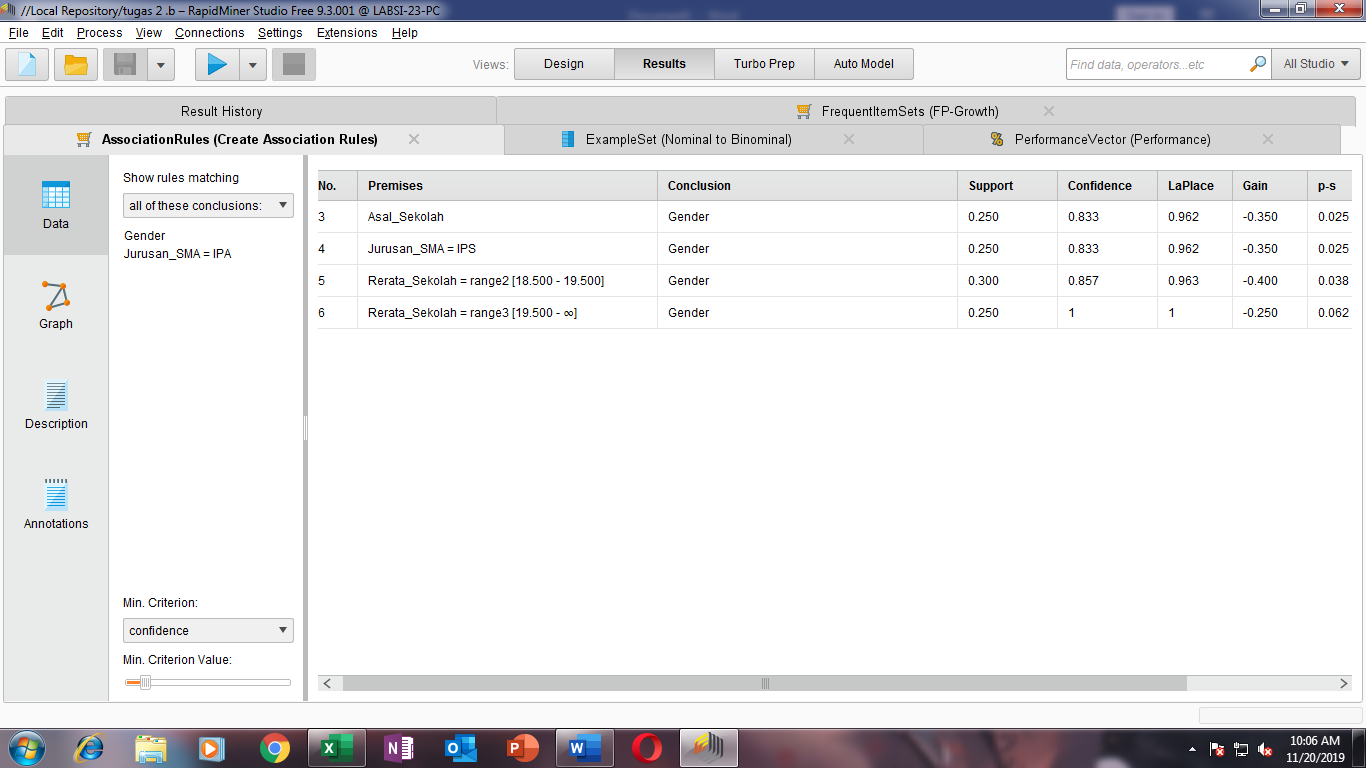 //Local Repository/tugas 2 .b – RapidMiner Studio Free 9.3.001 @ LABSI-23-PC
File Edit Process View Connections Settings Extensions Help
Views: Design Results Turbo Prep Auto Model Find data, operators...etc All Studio
Result History FrequentItemSets (FP-Growth)
AssociationRules (Create Association Rules) ExampleSet (Nominal to Binominal) PerformanceVector (Performance)
Data
Graph
Description
Annotations
Show rules matching
all of these conclusions:
Gender
Jurusan_SMA = IPA
Min. Criterion:
confidence
Min. Criterion Value:
No. Premises Conclusion Support Confidence LaPlace Gain p-s
3 Asal_Sekolah Gender 0.250 0.833 0.962 -0.350 0.025
4 Jurusan_SMA = IPS Gender 0.250 0.833 0.962 -0.350 0.025
5 Rerata_Sekolah = range2 [18.500 - 19.500] Gender 0.300 0.857 0.963 -0.400 0.038
6 Rerata_Sekolah = range3 [19.500 - ∞] Gender 0.250 1 1 -0.250 0.062
10:06 AM
11/20/2019